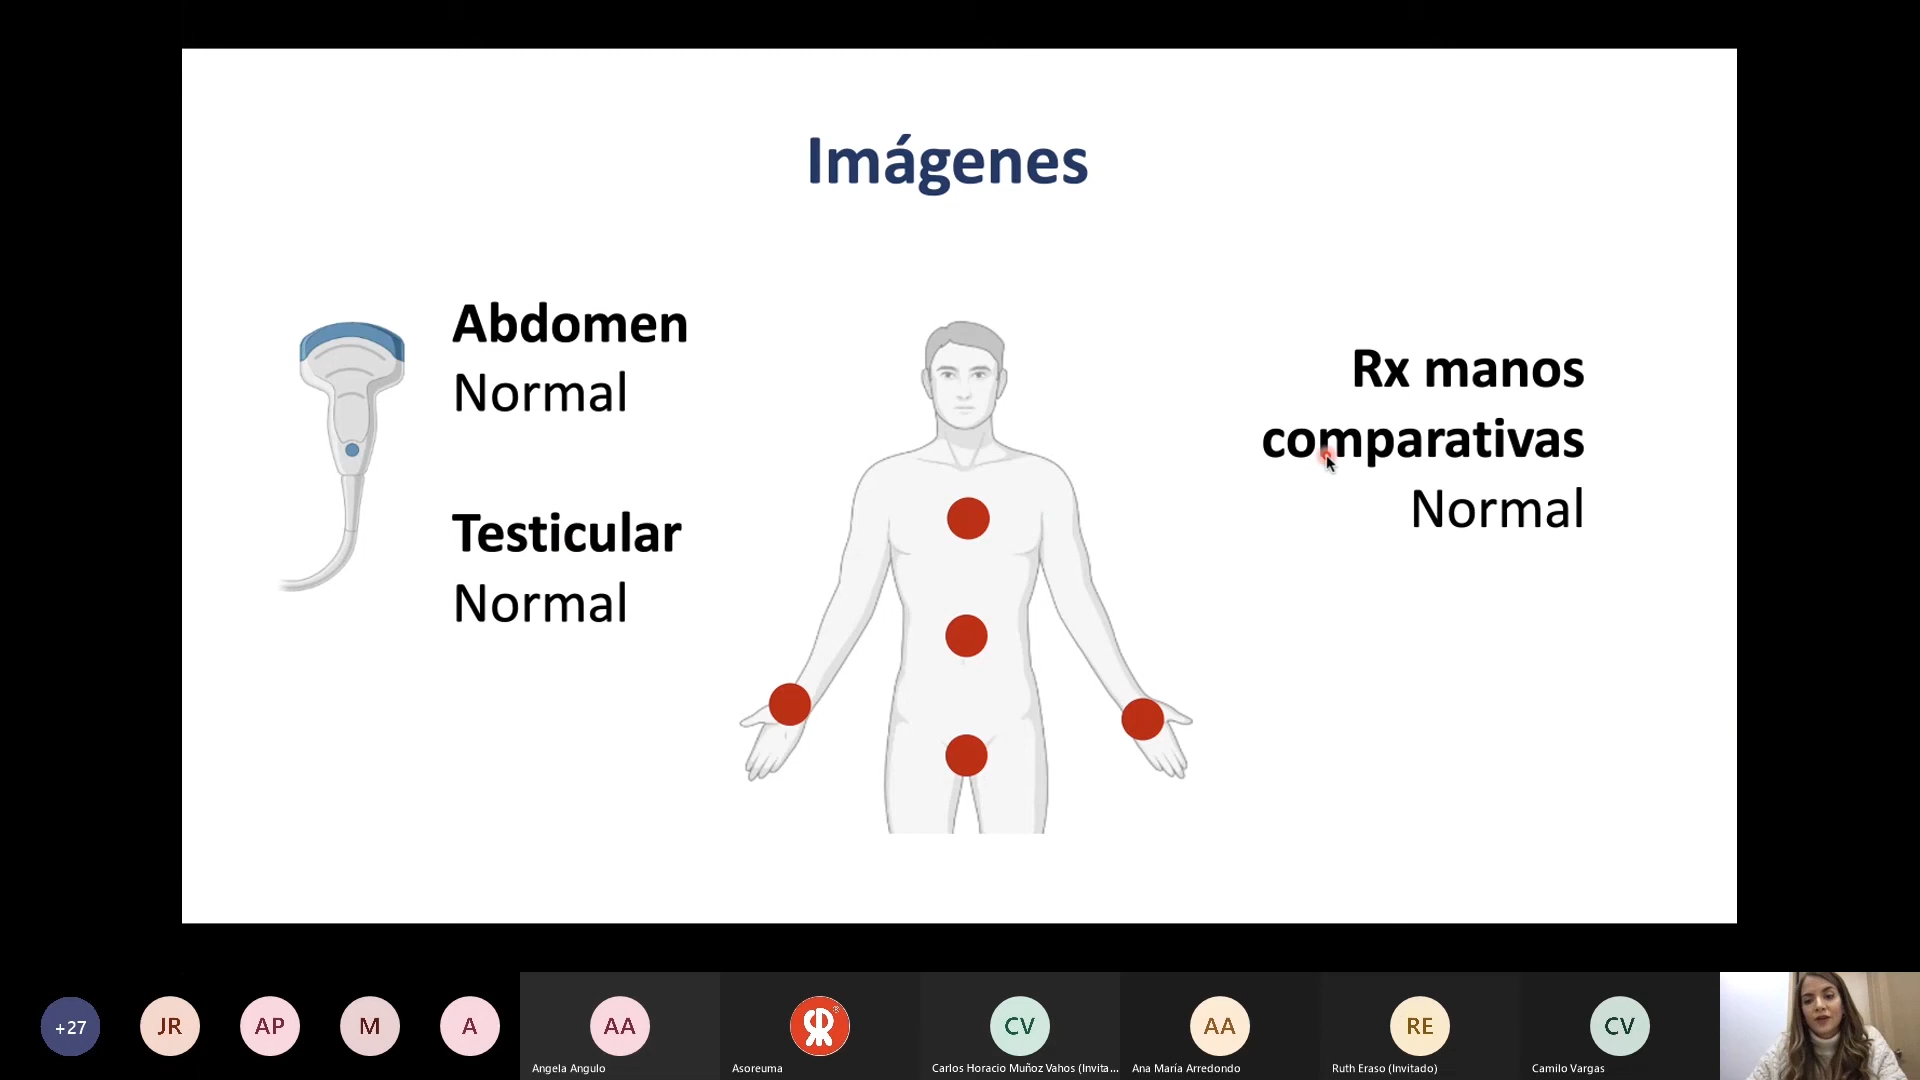 Imágenes
Abdomen
Normal
Testicular
Normal
Rx manos
comparativas
Normal
+27
JR
AP
M
A
AA
CV
AA
RE
CV
Angela Angulo
Asoreuma
Carlos Horacio Muñoz Vahos (Invita...
Ana María Arredondo
Ruth Eraso (Invitado)
Camilo Vargas